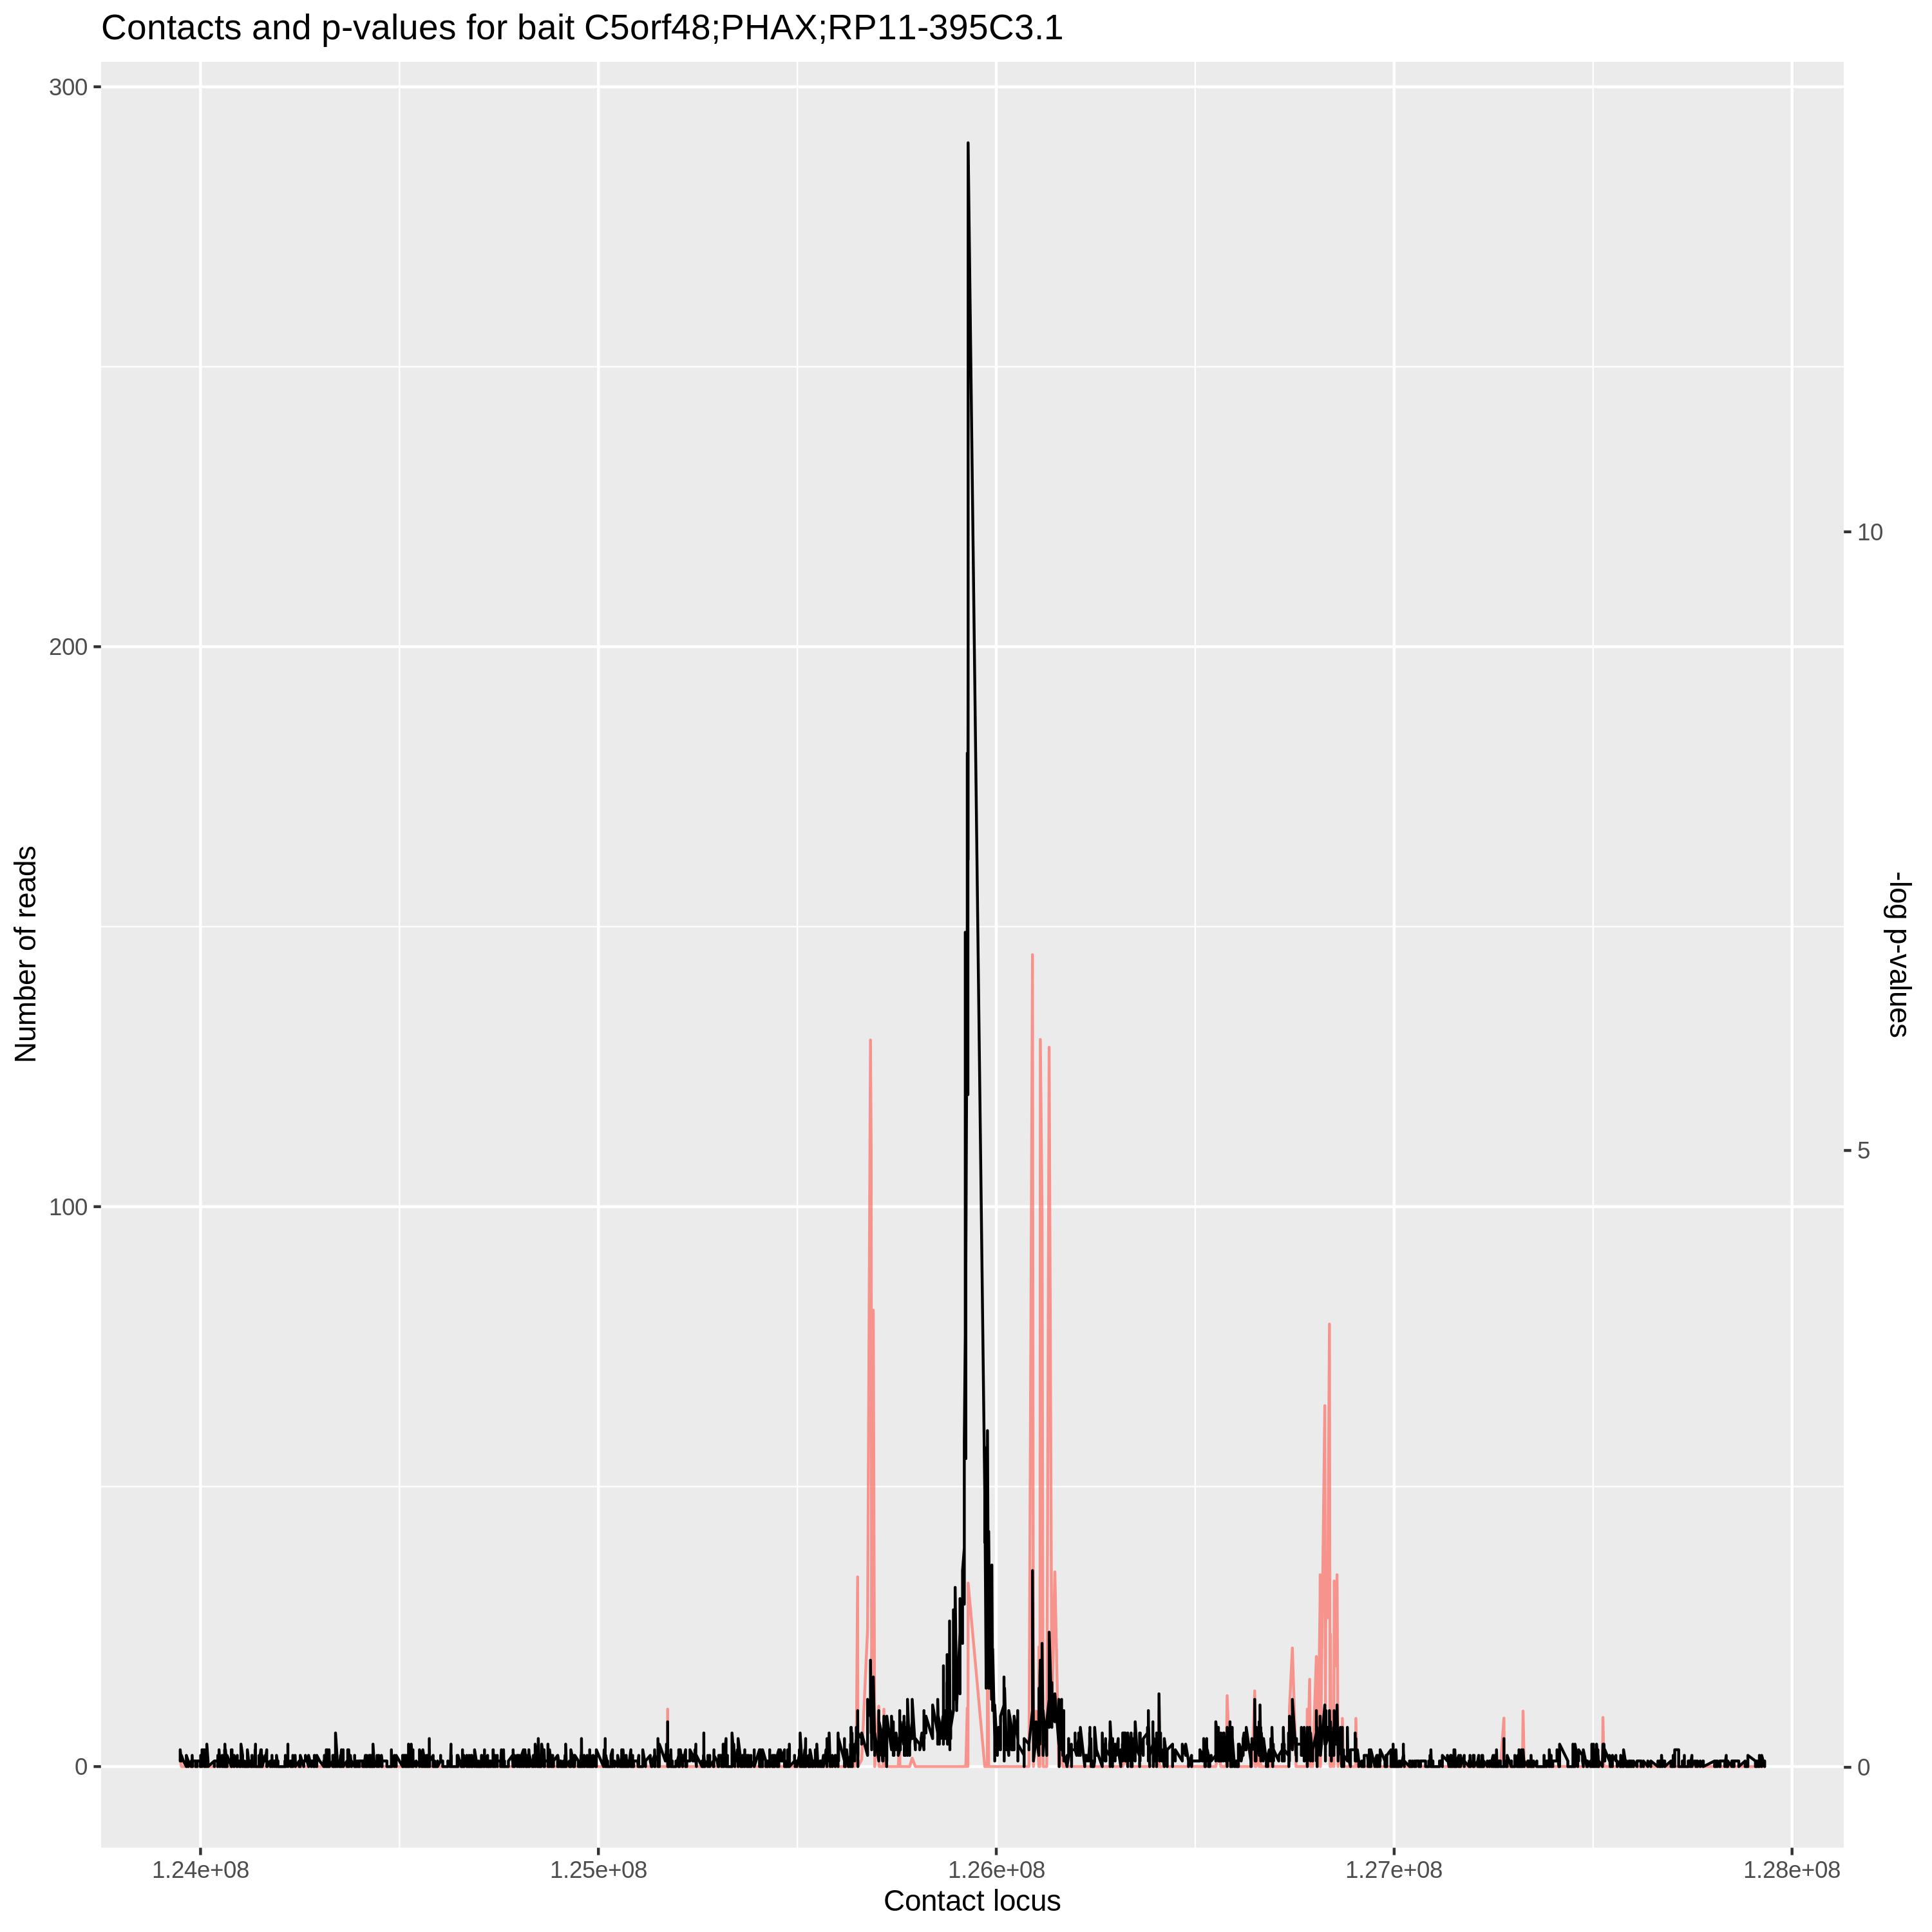 Contacts and p-values for bait C5orf48;PHAX;RP11-395C3.1
300
200
100
0
Number of reads
10
5
0
-log p-values
1.24e+08
1.25e+08
1.26e+08
1.27e+08
1.28e+08
Contact locus